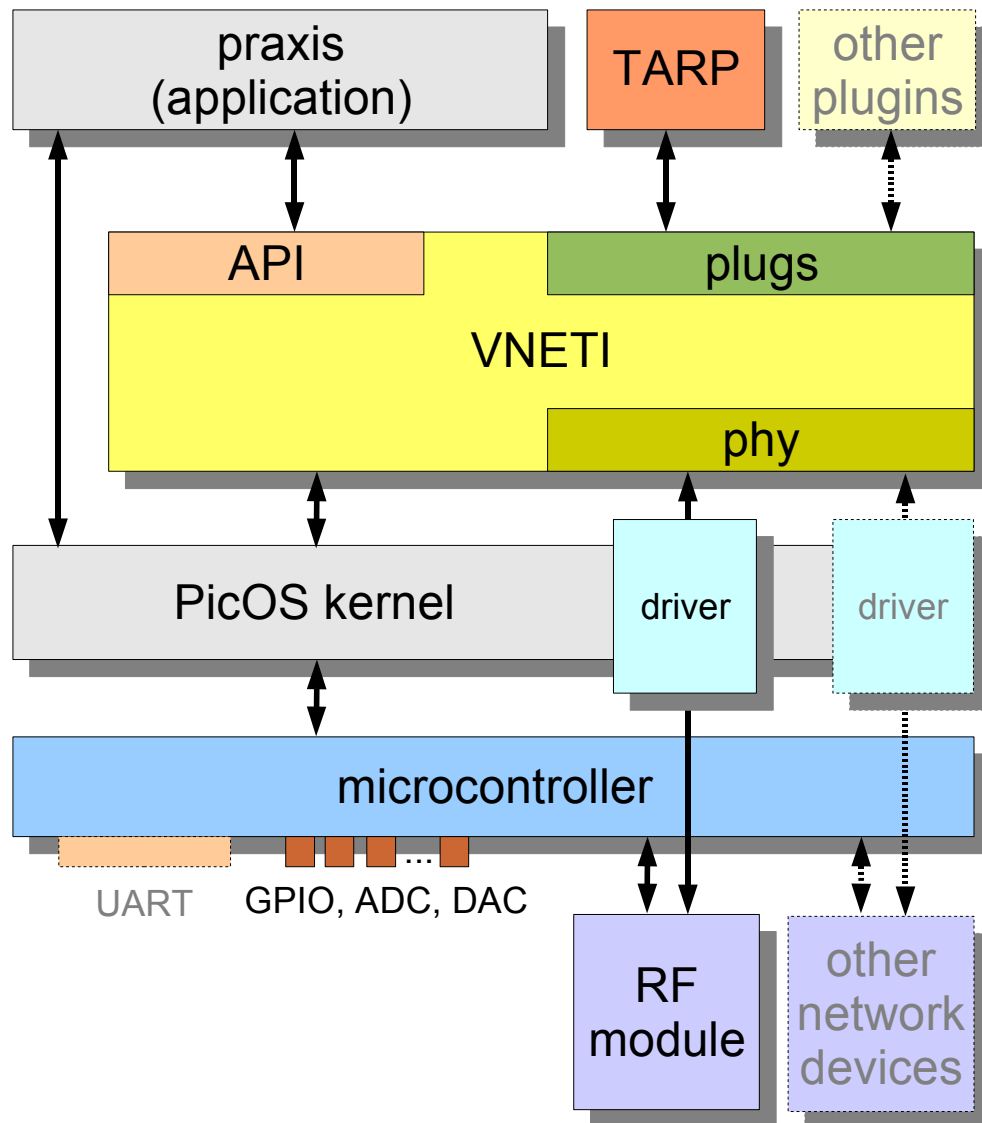 praxis
(application)
TARP
other
plugins
API
plugs
VNETI
phy
PicOS kernel
driver
driver
microcontroller
...
UART
GPIO, ADC, DAC
RF
module
other
network
devices